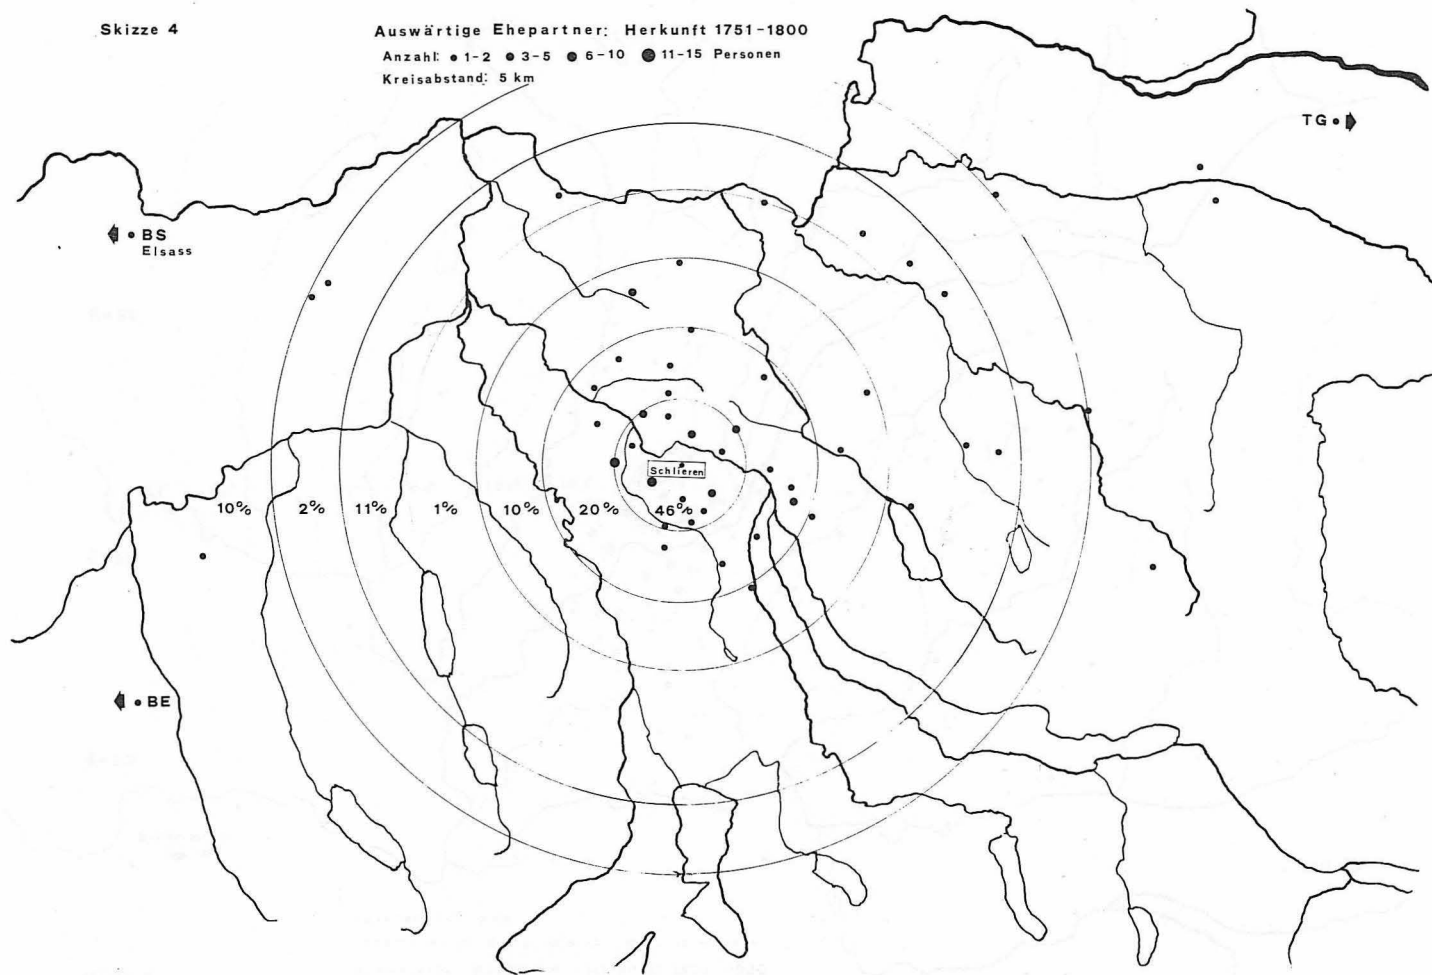 Skizze 4
Auswärtige Ehepartner: Herkunft 1751-1800
Anzahl: 1-2 3-5 6-10 11-15 Personen
Kreisabstand: 5 km
TG
BS
Elsass
Schlieren
10% 2% 11% 1% 10% 20% 46%
BE